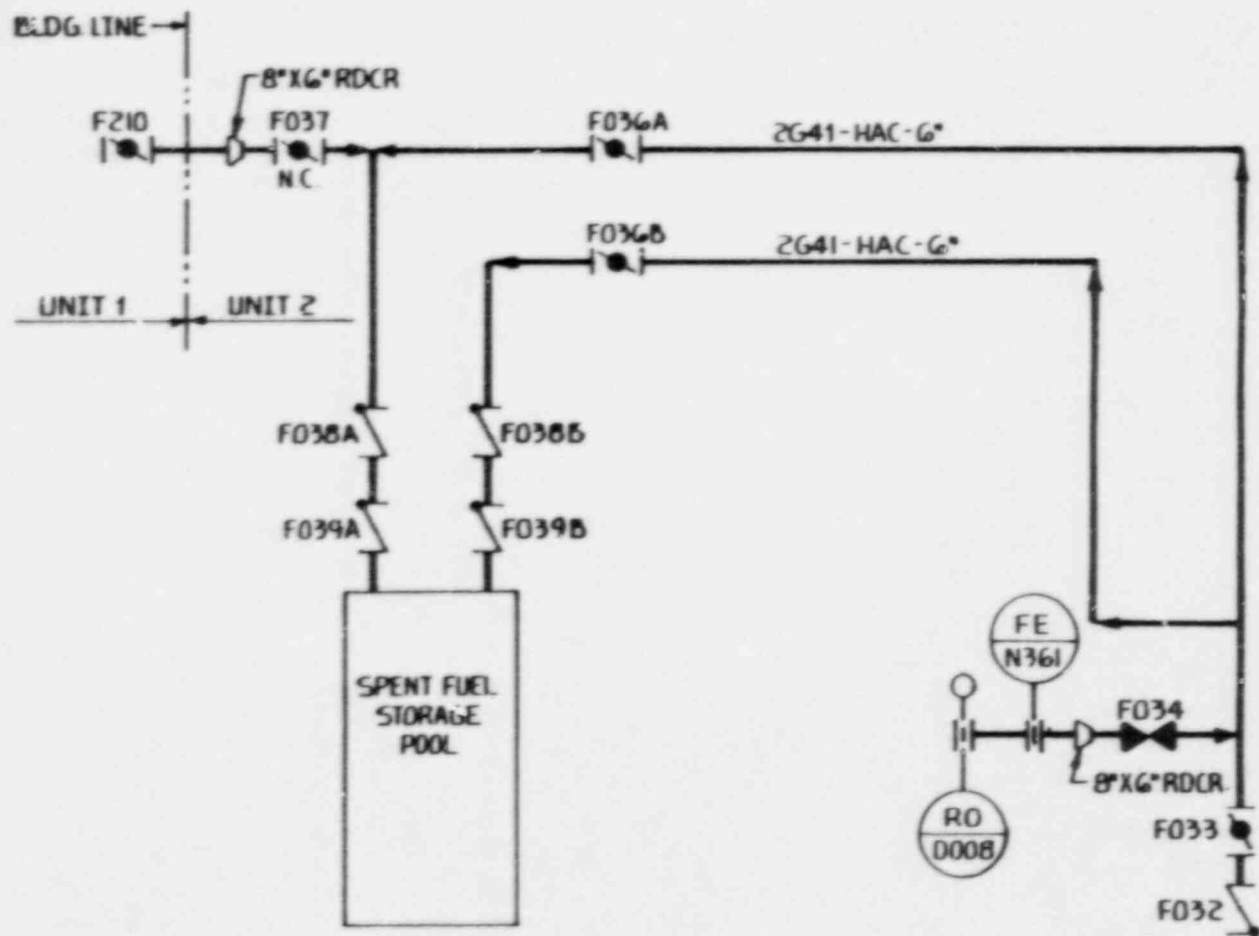 BLDG. LINE
8"X6" RDCR
F210
F037
N.C.
F036A
2G41-HAC-6"
F036B
2G41-HAC-6"
UNIT 1
UNIT 2
F038A
F038B
F039A
F039B
SPENT FUEL
STORAGE
POOL
FE
N361
F034
8"X6" RDCR
RO
D008
F033
F032